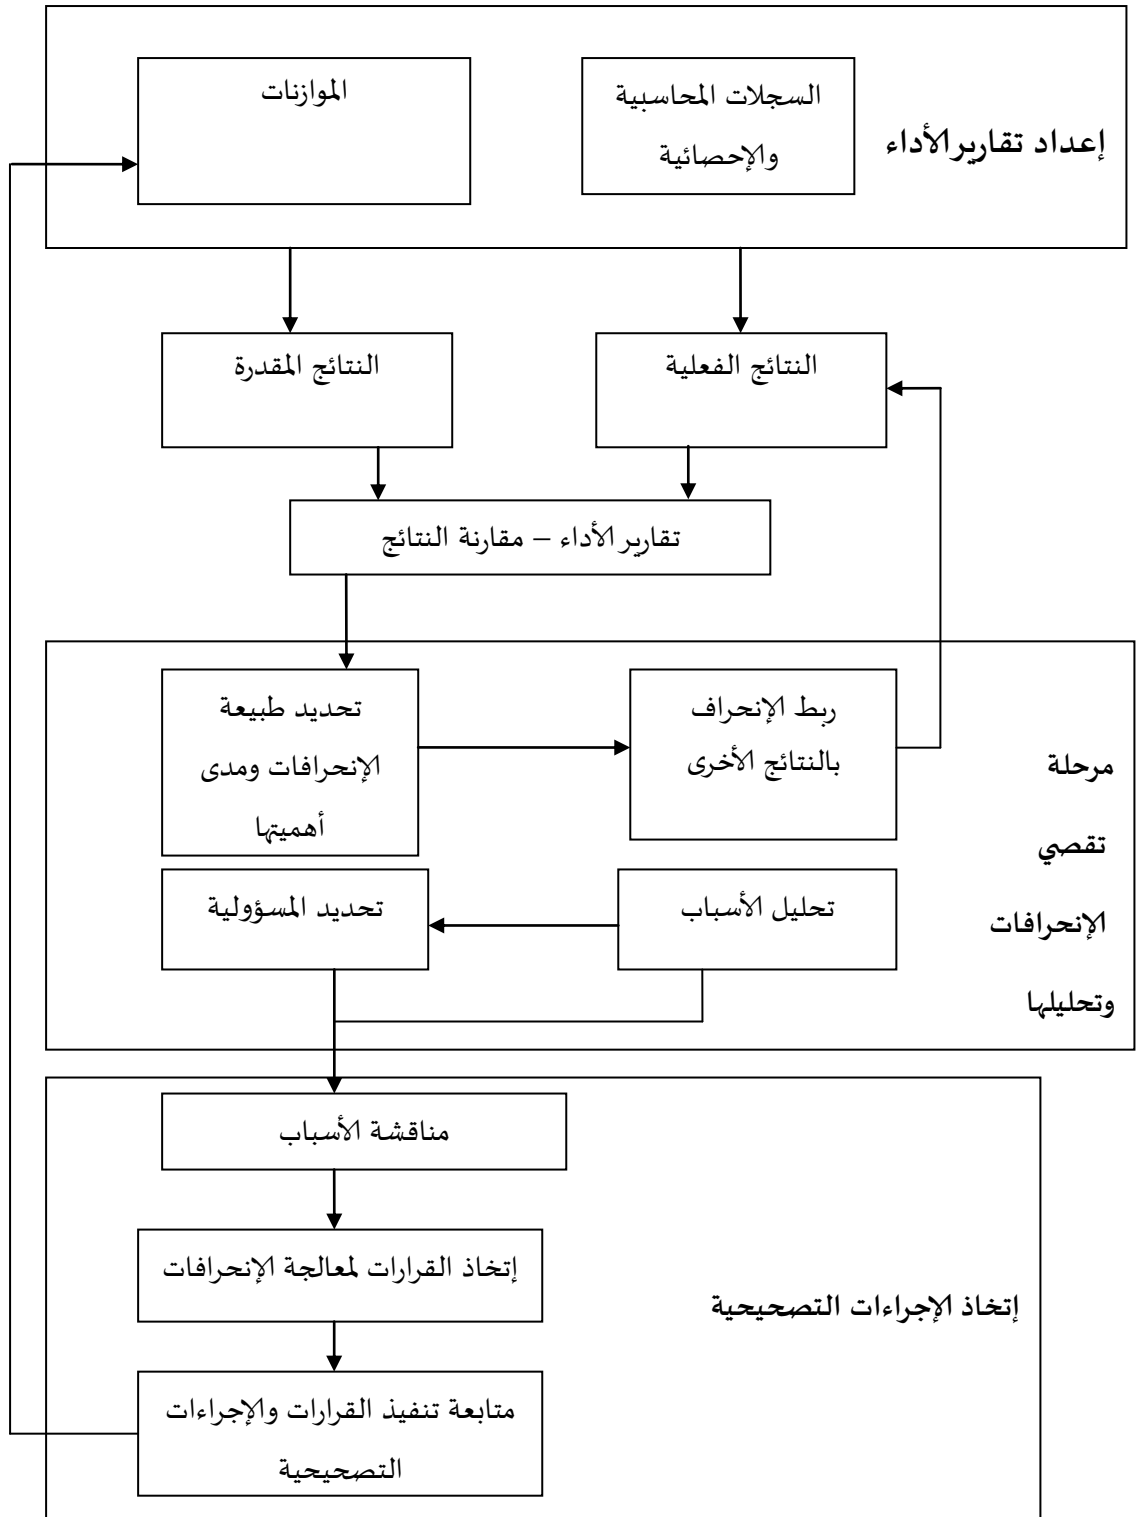 السجلات المحاسبية
والإحصائية
الموازنات
إعداد تقارير الأداء
النتائج الفعلية
النتائج المقدرة
تقارير الأداء – مقارنة النتائج
مرحلة
تقصي
الإنحرافات
وتحليلها
تحديد طبيعة
الإنحرافات ومدى
أهميتها
ربط الإنحراف
بالنتائج الأخرى
تحليل الأسباب
تحديد المسؤولية
إتخاذ الإجراءات التصحيحية
مناقشة الأسباب
إتخاذ القرارات لمعالجة الإنحرافات
متابعة تنفيذ القرارات والإجراءات
التصحيحية